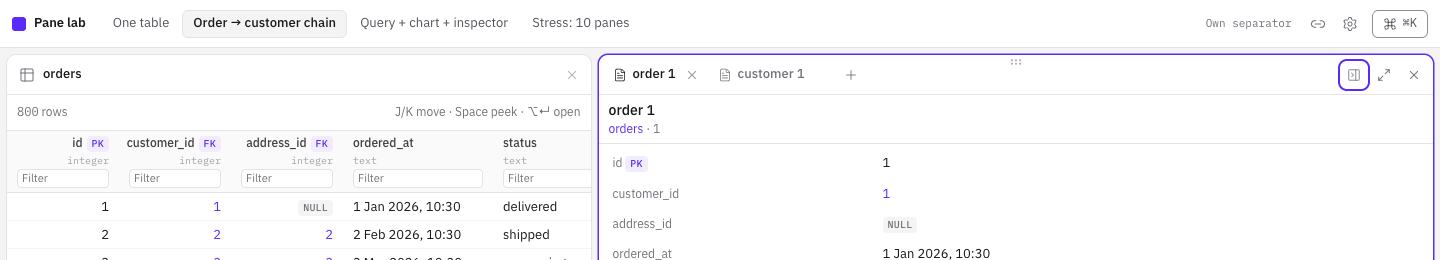 Pane lab One table Order → customer chain Query + chart + inspector Stress: 10 panes Own separator ⌘ ⌘K
orders
800 rows J/K move · Space peek · ⌥↵ open
id PK customer_id FK address_id FK ordered_at status
integer integer integer text text
Filter Filter Filter Filter Filter
1 1 NULL 1 Jan 2026, 10:30 delivered
2 2 2 2 Feb 2026, 10:30 shipped
order 1 customer 1
order 1
orders · 1
id PK 1
customer_id 1
address_id NULL
ordered_at 1 Jan 2026, 10:30